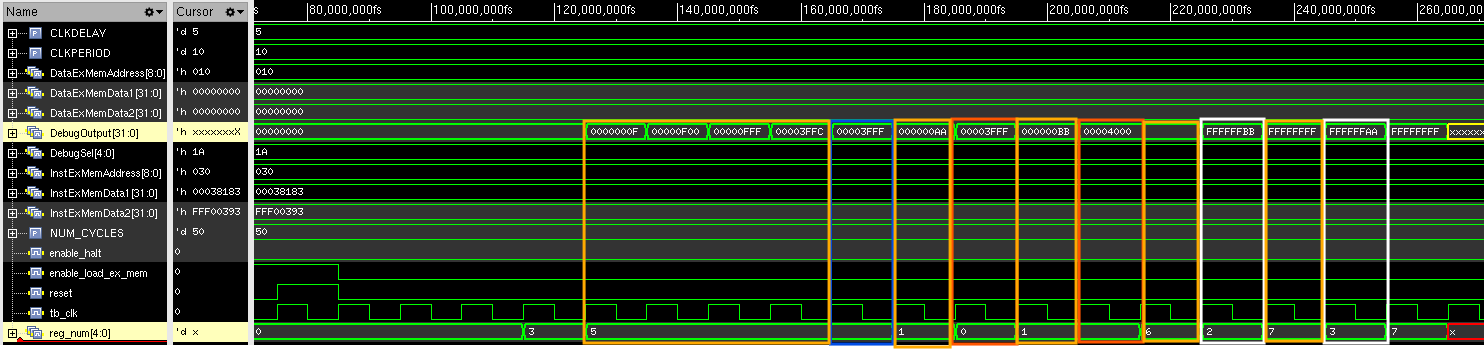 Name Cursor s 80,000,000fs 100,000,000fs 120,000,000fs 140,000,000fs 160,000,000fs 180,000,000fs 200,000,000fs 220,000,000fs 240,000,000fs 260,000,
CLKDELAY 'd 5 5
CLKPERIOD 'd 10 10
DataExMemAddress[8:0] 'h 010 010
DataExMemData1[31:0] 'h 00000000 00000000
DataExMemData2[31:0] 'h 00000000 00000000
DebugOutput[31:0] 'h xxxxxxxX 00000000 0000000F 00000F00 00000FFF 00003FFC 00003FFF 000000AA 00003FFF 000000BB 00004000 FFFFFFBB FFFFFFFF FFFFFFAA FFFFFFFF xxxxxx
DebugSel[4:0] 'h 1A 1A
InstExMemAddress[8:0] 'h 030 030
InstExMemData1[31:0] 'h 00038183 00038183
InstExMemData2[31:0] 'h FFF00393 FFF00393
NUM_CYCLES 'd 50 50
enable_halt 0
enable_load_ex_mem 0
reset 0
tb_clk 0
reg_num[4:0] 'd x 0 3 5 1 0 1 6 2 7 3 7 x